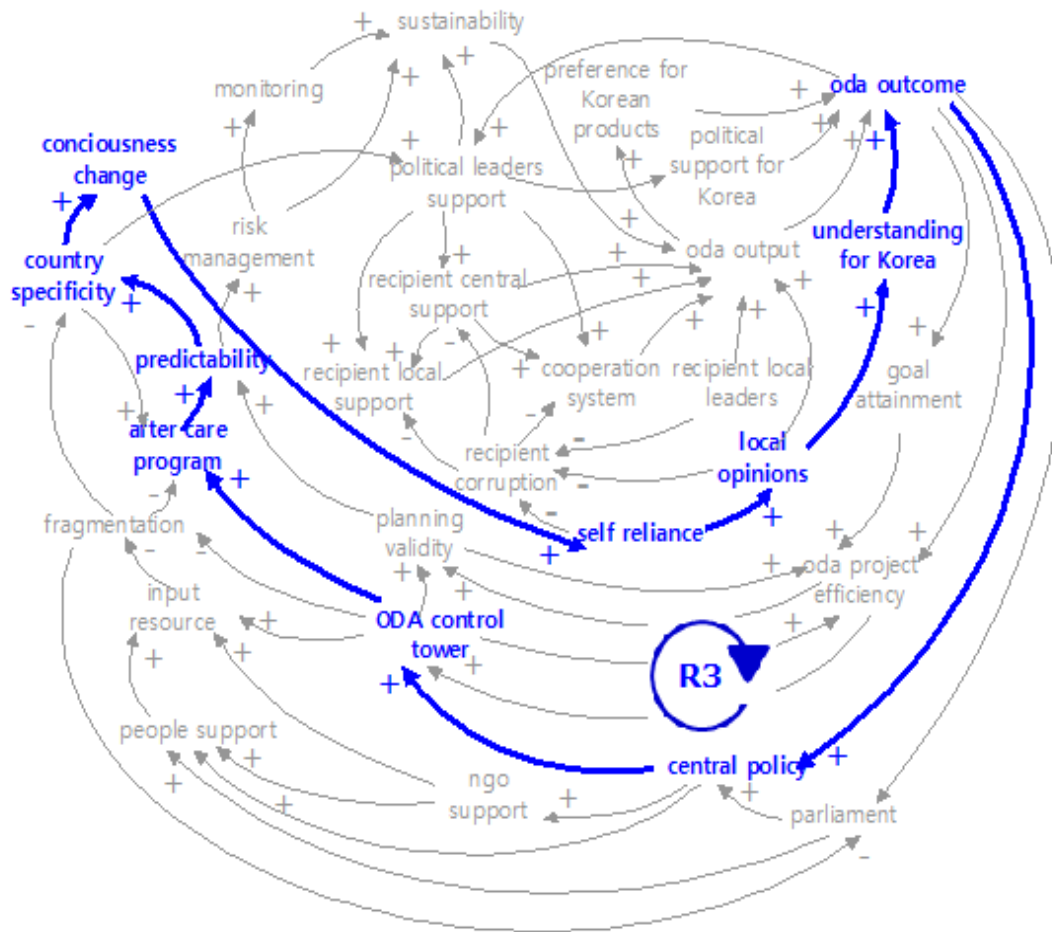 sustainability
monitoring
preference for
Korean
products
oda outcome
conciousness
change
political leaders
support
political
support for
Korea
risk
management
country
specificity
oda output
understanding
for Korea
recipient central
support
predictability
recipient local
support
cooperation
system
recipient local
leaders
goal
attainment
after care
program
recipient
corruption
local
opinions
fragmentation
planning
validity
self reliance
oda project
efficiency
input
resource
ODA control
tower
R3
people support
central policy
ngo
support
parliament